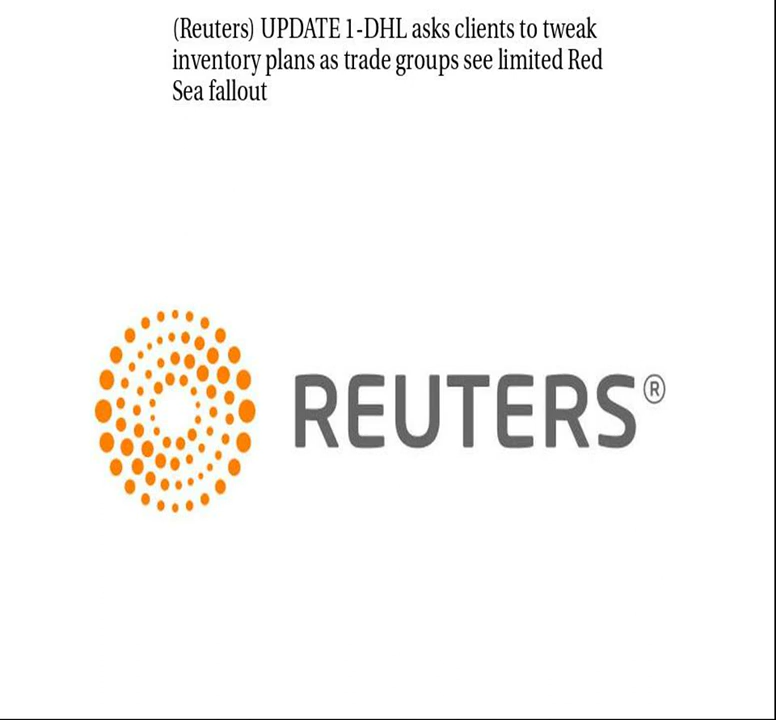 (Reuters) UPDATE 1-DHL asks clients to tweak
inventory plans as trade groups see limited Red
Sea fallout
REUTERS®